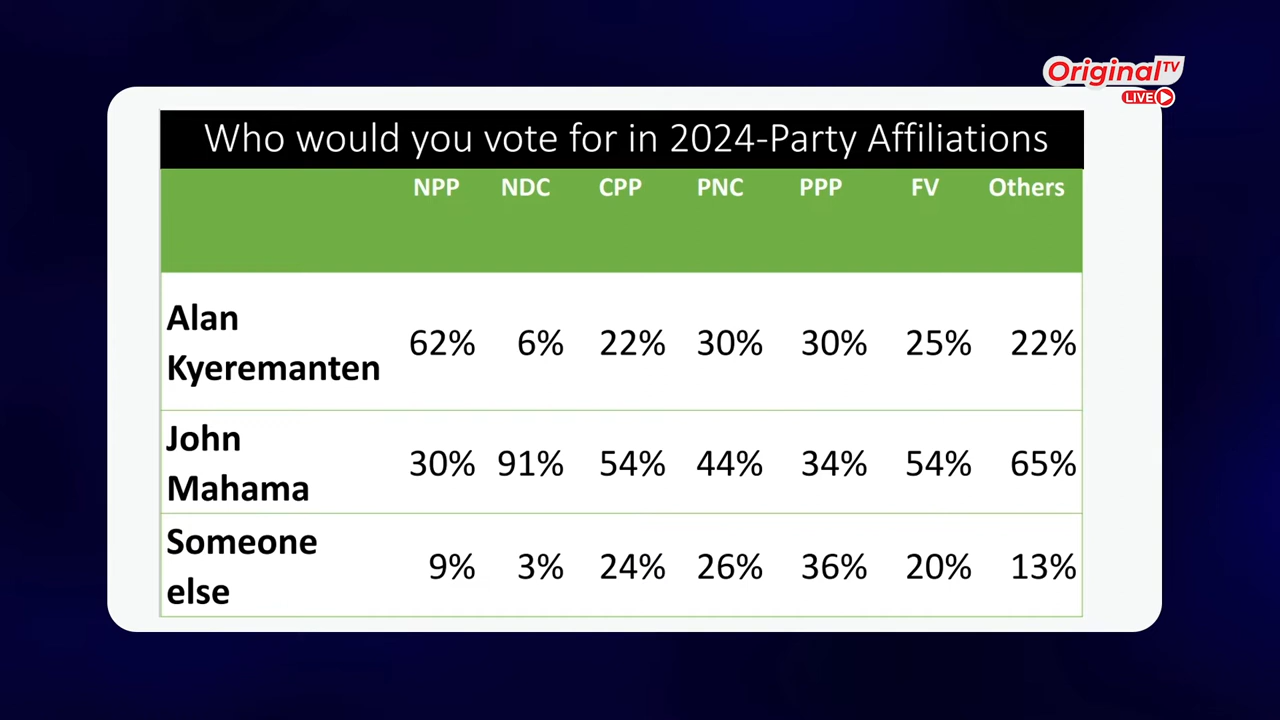 Original TV
LIVE
Who would you vote for in 2024-Party Affiliations
NPP NDC CPP PNC PPP FV Others
Alan
Kyeremanten 62% 6% 22% 30% 30% 25% 22%
John
Mahama 30% 91% 54% 44% 34% 54% 65%
Someone
else 9% 3% 24% 26% 36% 20% 13%